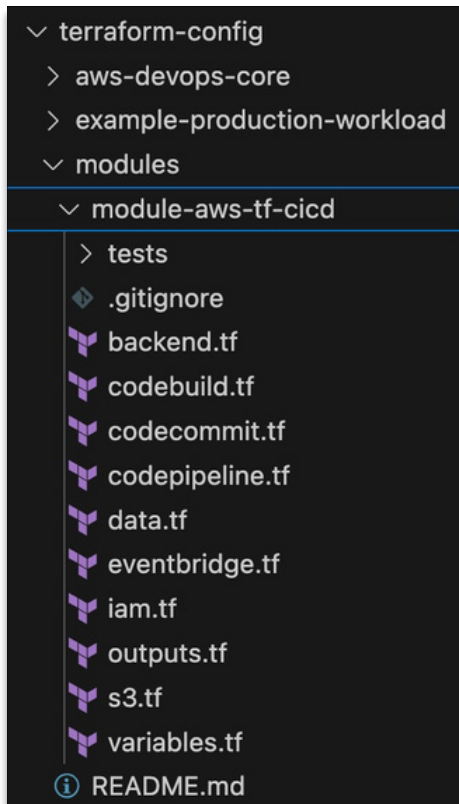 terraform-config
aws-devops-core
example-production-workload
modules
module-aws-tf-cicd
tests
.gitignore
backend.tf
codebuild.tf
codecommit.tf
codepipeline.tf
data.tf
eventbridge.tf
iam.tf
outputs.tf
s3.tf
variables.tf
README.md